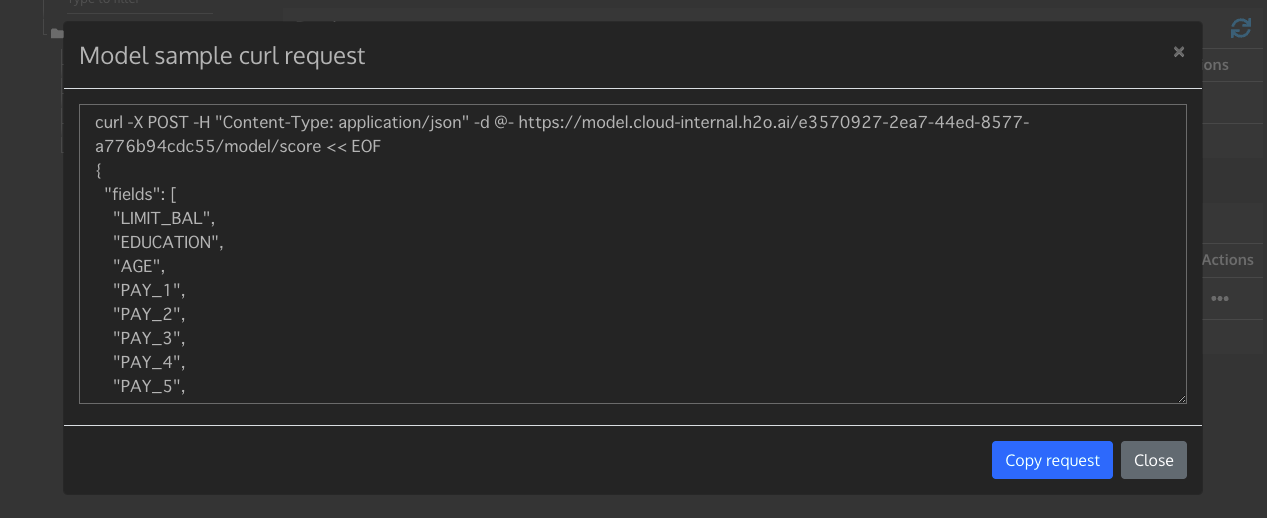 Type to filter
Model sample curl request
×
ons
curl -X POST -H "Content-Type: application/json" -d @- https://model.cloud-internal.h2o.ai/e3570927-2ea7-44ed-8577-
a776b94cdc55/model/score << EOF
{
"fields": [
"LIMIT_BAL",
"EDUCATION",
"AGE",
"PAY_1",
"PAY_2",
"PAY_3",
"PAY_4",
"PAY_5",
Actions
•••
Copy request
Close